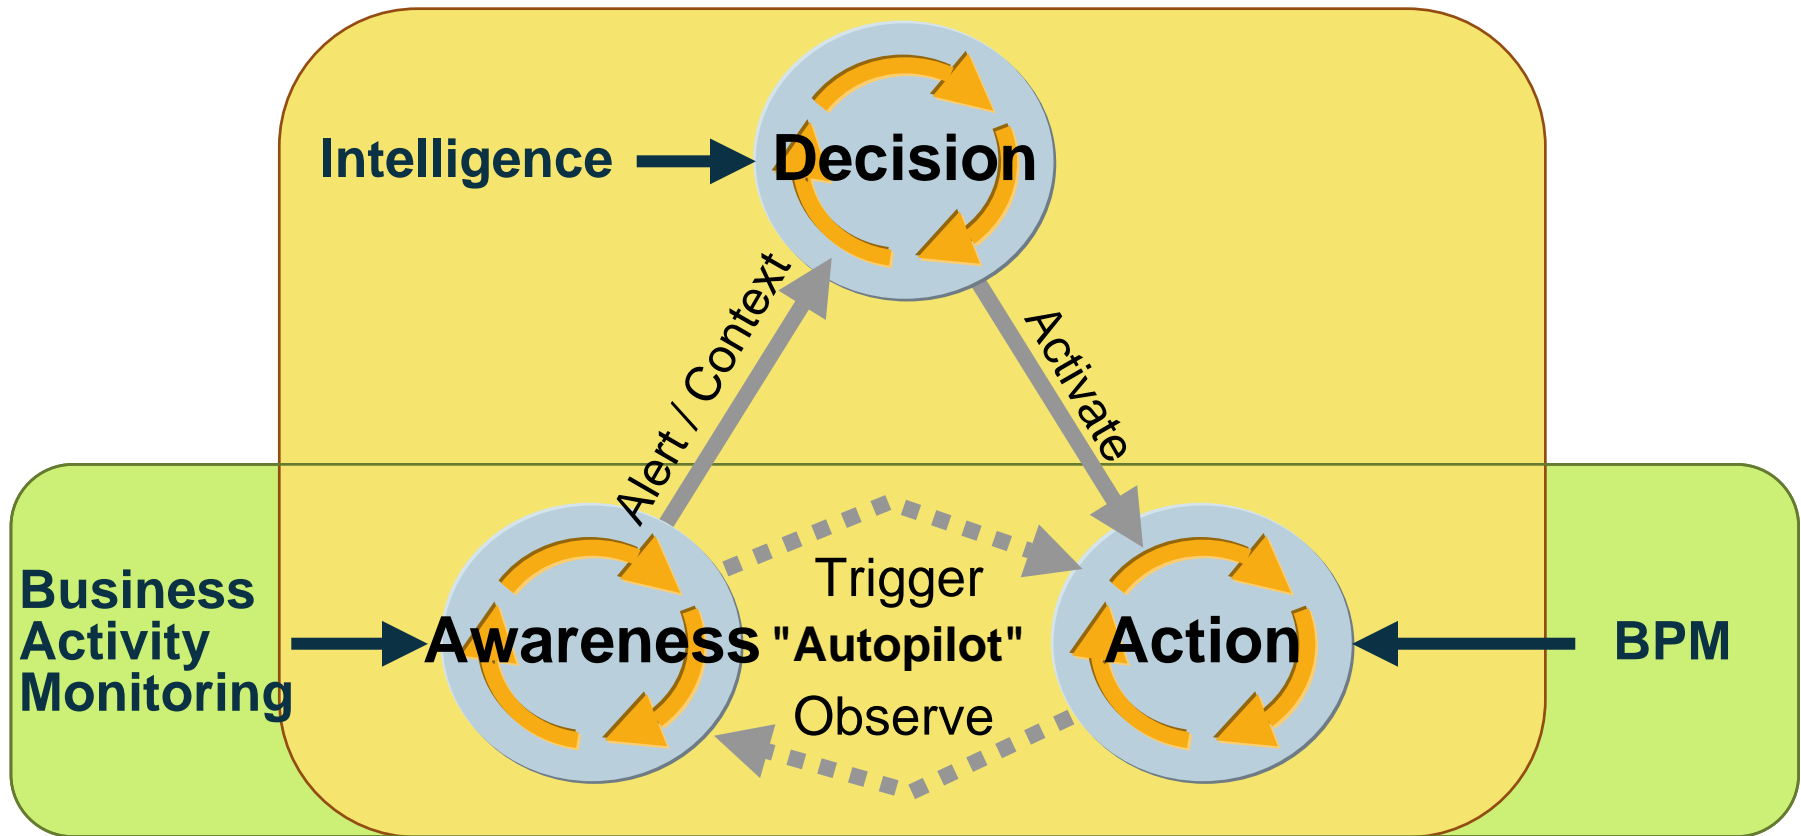 Intelligence
Decision
Alert / Context
Activate
Business
Activity
Monitoring
Awareness
Trigger
"Autopilot"
Observe
Action
BPM